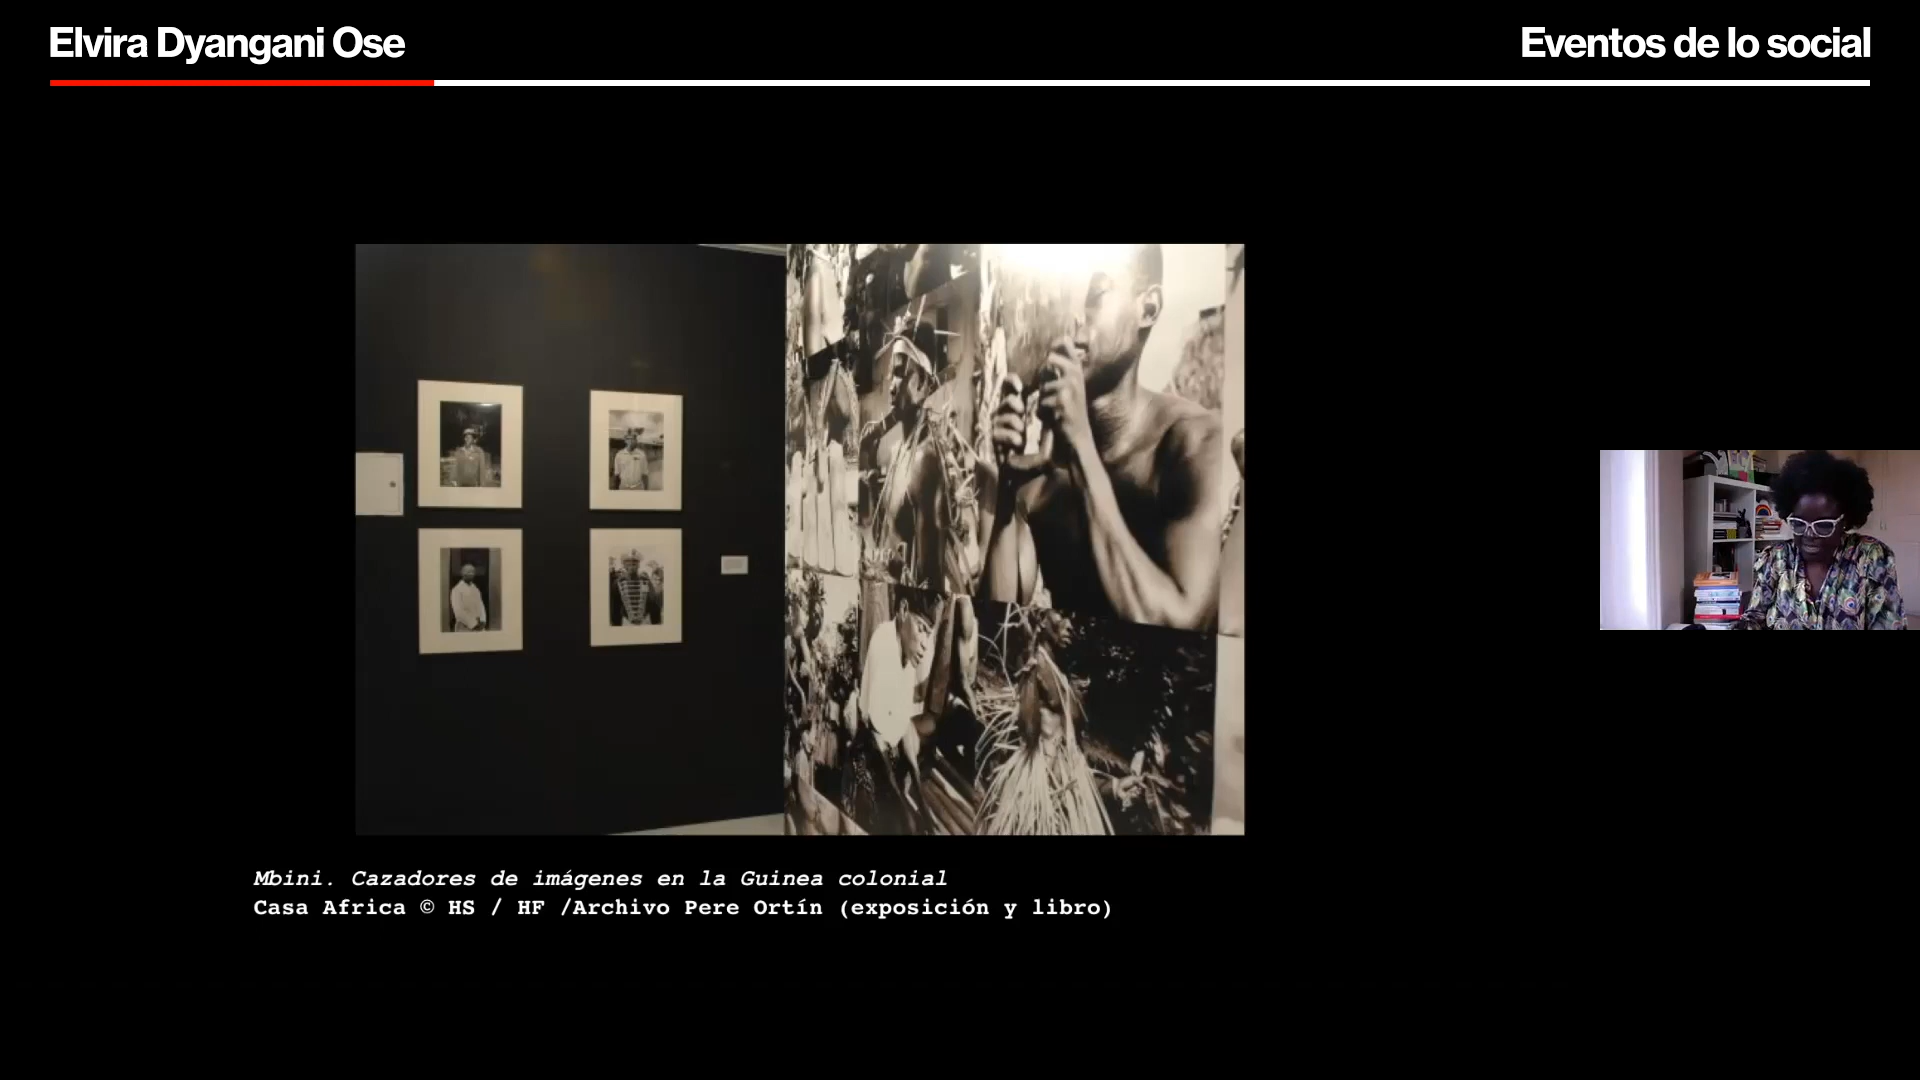 Elvira Dyangani Ose
Eventos de lo social
Mbini. Cazadores de imágenes en la Guinea colonial
Casa Africa © HS / HF /Archivo Pere Ortín (exposición y libro)